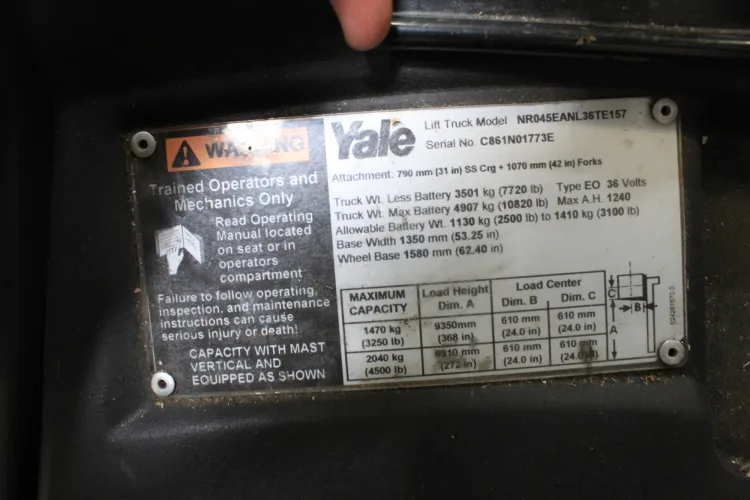 WARNING
Trained Operators and
Mechanics Only
Read Operating
Manual located
on seat or in
operators
compartment
Failure to follow operating,
inspection, and maintenance
instructions can cause
serious injury or death!
CAPACITY WITH MAST
VERTICAL AND
EQUIPPED AS SHOWN
Yale
Lift Truck Model NR045EANL36TE157
Serial No. C861N01773E
Attachment: 790 mm (31 in) SS Crg + 1070 mm (42 in) Forks
Truck Wt. Less Battery 3501 kg (7720 lb) Type EO 36 Volts
Truck Wt. Max Battery 4907 kg (10820 lb) Max A.H. 1240
Allowable Battery Wt. 1130 kg (2500 lb) to 1410 kg (3100 lb)
Base Width 1350 mm (53.25 in)
Wheel Base 1580 mm (62.40 in)
MAXIMUM CAPACITY Load Height Dim. A Load Center Dim. B Dim. C
1470 kg 9350mm 610 mm 610 mm
(3250 lb) (368 in) (24.0 in) (24.0 in)
2040 kg mm 610 mm 610 mm
(4500 lb) (272 in) (24.0 in) (24.0 in)
C
B
A